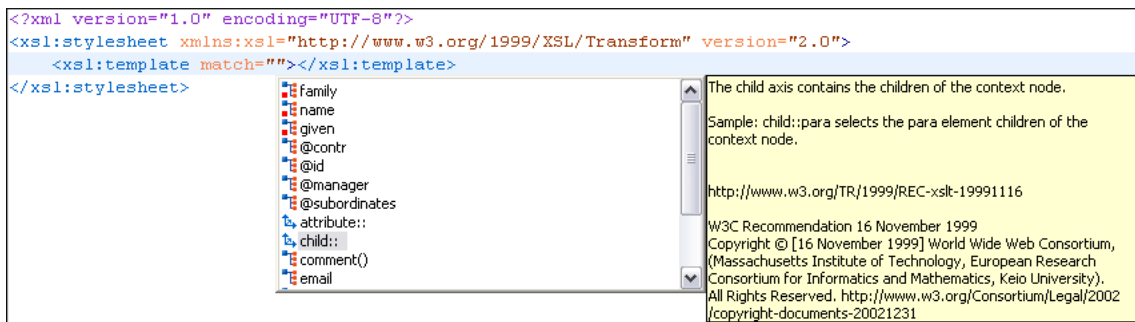 <?xml version="1.0" encoding="UTF-8"?>
<xsl:stylesheet xmlns:xsl="http://www.w3.org/1999/XSL/Transform" version="2.0">
<xsl:template match=""></xsl:template>
</xsl:stylesheet>
family
name
given
@contr
@id
@manager
@subordinates
attribute::
child::
comment()
email
The child axis contains the children of the context node.
Sample: child::para selects the para element children of the
context node.
http://www.w3.org/TR/1999/REC-xslt-19991116
W3C Recommendation 16 November 1999
Copyright © [16 November 1999] World Wide Web Consortium,
(Massachusetts Institute of Technology, European Research
Consortium for Informatics and Mathematics, Keio University).
All Rights Reserved. http://www.w3.org/Consortium/Legal/2002
/copyright-documents-20021231